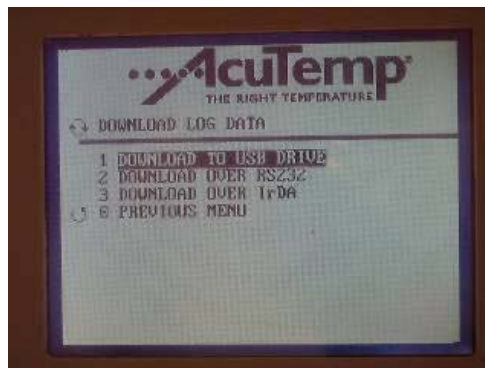 AcuTemp
THE RIGHT TEMPERATURE
DOWNLOAD LOG DATA
1 DOWNLOAD TO USB DRIVE
2 DOWNLOAD OVER RS232
3 DOWNLOAD OVER IrDA
0 PREVIOUS MENU